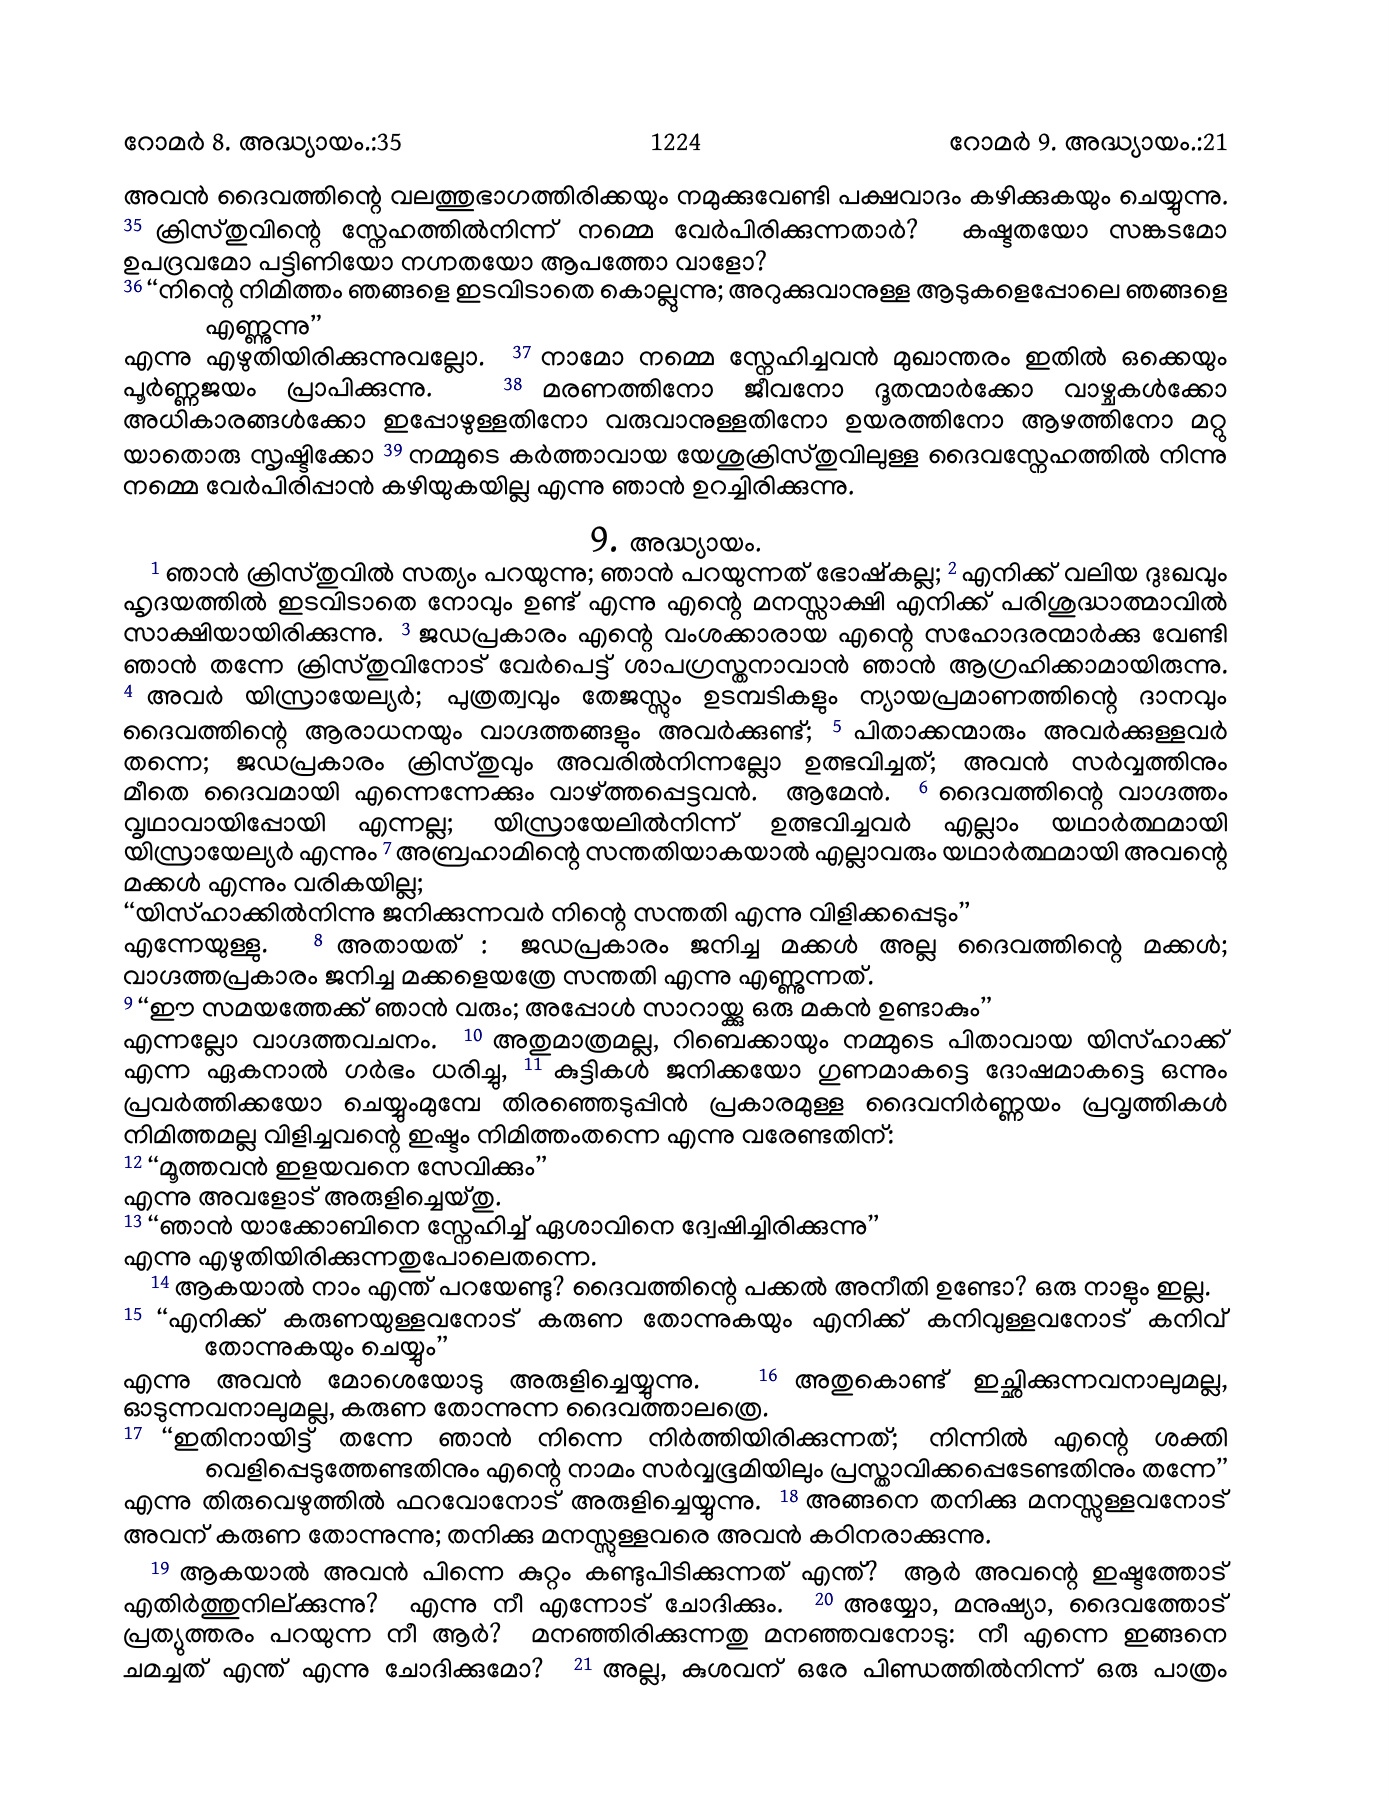 റോമർ 8. അദ്ധ്യായം.:35 1224 റോമർ 9. അദ്ധ്യായം.:21
അവൻ ദൈവത്തിന്റെ വലത്തുഭാഗത്തിരിക്കയും നമുക്കുവേണ്ടി പക്ഷവാദം കഴിക്കുകയും ചെയ്യുന്നു.
35 ക്രിസ്തുവിന്റെ സ്നേഹത്തിൽനിന്ന് നമ്മെ വേർപിരിക്കുന്നതാർ? കഷ്ടതയോ സങ്കടമോ
ഉപദ്രവമോ പട്ടിണിയോ നഗ്നതയോ ആപത്തോ വാളോ?
36 “നിന്റെ നിമിത്തം ഞങ്ങളെ ഇടവിടാതെ കൊല്ലുന്നു; അറുക്കുവാനുള്ള ആടുകളെപ്പോലെ ഞങ്ങളെ
എണ്ണുന്നു”
എന്നു എഴുതിയിരിക്കുന്നുവല്ലോ. 37 നാമോ നമ്മെ സ്നേഹിച്ചവൻ മുഖാന്തരം ഇതിൽ ഒക്കെയും
പൂർണ്ണജയം പ്രാപിക്കുന്നു. 38 മരണത്തിനോ ജീവനോ ദൂതന്മാർക്കോ വാഴ്ചകൾക്കോ
അധികാരങ്ങൾക്കോ ഇപ്പോഴുള്ളതിനോ വരുവാനുള്ളതിനോ ഉയരത്തിനോ ആഴത്തിനോ മറ്റു
യാതൊരു സൃഷ്ടിക്കോ 39 നമ്മുടെ കർത്താവായ യേശുക്രിസ്തുവിലുള്ള ദൈവസ്നേഹത്തിൽ നിന്നു
നമ്മെ വേർപിരിപ്പാൻ കഴിയുകയില്ല എന്നു ഞാൻ ഉറച്ചിരിക്കുന്നു.
9. അദ്ധ്യായം.
1 ഞാൻ ക്രിസ്തുവിൽ സത്യം പറയുന്നു; ഞാൻ പറയുന്നത് ഭോഷ്കല്ല; 2 എനിക്ക് വലിയ ദുഃഖവും
ഹൃദയത്തിൽ ഇടവിടാതെ നോവും ഉണ്ട് എന്നു എന്റെ മനസ്സാക്ഷി എനിക്ക് പരിശുദ്ധാത്മാവിൽ
സാക്ഷിയായിരിക്കുന്നു. 3 ജഡപ്രകാരം എന്റെ വംശക്കാരായ എന്റെ സഹോദരന്മാർക്കു വേണ്ടി
ഞാൻ തന്നേ ക്രിസ്തുവിനോട് വേർപെട്ട് ശാപഗ്രസ്തനാവാൻ ഞാൻ ആഗ്രഹിക്കാമായിരുന്നു.
4 അവർ യിസ്രായേല്യർ; പുത്രത്വവും തേജസ്സും ഉടമ്പടികളും ന്യായപ്രമാണത്തിന്റെ ദാനവും
ദൈവത്തിന്റെ ആരാധനയും വാഗ്ദത്തങ്ങളും അവർക്കുണ്ട്; 5 പിതാക്കന്മാരും അവർക്കുള്ളവർ
തന്നെ; ജഡപ്രകാരം ക്രിസ്തുവും അവരിൽനിന്നല്ലോ ഉത്ഭവിച്ചത്; അവൻ സർവ്വത്തിനും
മീതെ ദൈവമായി എന്നെന്നേക്കും വാഴ്ത്തപ്പെട്ടവൻ. ആമേൻ. 6 ദൈവത്തിന്റെ വാഗ്ദത്തം
വൃഥാവായിപ്പോയി എന്നല്ല; യിസ്രായേലിൽനിന്ന് ഉത്ഭവിച്ചവർ എല്ലാം യഥാർത്ഥമായി
യിസ്രായേല്യർ എന്നും 7 അബ്രഹാമിന്റെ സന്തതിയാകയാൽ എല്ലാവരും യഥാർത്ഥമായി അവന്റെ
മക്കൾ എന്നും വരികയില്ല;
“യിസ്ഹാക്കിൽനിന്നു ജനിക്കുന്നവർ നിന്റെ സന്തതി എന്നു വിളിക്കപ്പെടും”
എന്നേയുള്ളു. 8 അതായത് : ജഡപ്രകാരം ജനിച്ച മക്കൾ അല്ല ദൈവത്തിന്റെ മക്കൾ;
വാഗ്ദത്തപ്രകാരം ജനിച്ച മക്കളെയത്രേ സന്തതി എന്നു എണ്ണുന്നത്.
9 “ഈ സമയത്തേക്ക് ഞാൻ വരും; അപ്പോൾ സാറായ്ക്കു ഒരു മകൻ ഉണ്ടാകും”
എന്നല്ലോ വാഗ്ദത്തവചനം. 10 അതുമാത്രമല്ല, റിബെക്കായും നമ്മുടെ പിതാവായ യിസ്ഹാക്ക്
എന്ന ഏകനാൽ ഗർഭം ധരിച്ചു, 11 കുട്ടികൾ ജനിക്കയോ ഗുണമാകട്ടെ ദോഷമാകട്ടെ ഒന്നും
പ്രവർത്തിക്കയോ ചെയ്യുംമുമ്പേ തിരഞ്ഞെടുപ്പിൻ പ്രകാരമുള്ള ദൈവനിർണ്ണയം പ്രവൃത്തികൾ
നിമിത്തമല്ല വിളിച്ചവന്റെ ഇഷ്ടം നിമിത്തംതന്നെ എന്നു വരേണ്ടതിന്:
12 “മൂത്തവൻ ഇളയവനെ സേവിക്കും”
എന്നു അവളോട് അരുളിച്ചെയ്തു.
13 “ഞാൻ യാക്കോബിനെ സ്നേഹിച്ച് ഏശാവിനെ ദ്വേഷിച്ചിരിക്കുന്നു”
എന്നു എഴുതിയിരിക്കുന്നതുപോലെതന്നെ.
14 ആകയാൽ നാം എന്ത് പറയേണ്ടു? ദൈവത്തിന്റെ പക്കൽ അനീതി ഉണ്ടോ? ഒരു നാളും ഇല്ല.
15 “എനിക്ക് കരുണയുള്ളവനോട് കരുണ തോന്നുകയും എനിക്ക് കനിവുള്ളവനോട് കനിവ്
തോന്നുകയും ചെയ്യും”
എന്നു അവൻ മോശെയോടു അരുളിച്ചെയ്യുന്നു. 16 അതുകൊണ്ട് ഇച്ഛിക്കുന്നവനാലുമല്ല,
ഓടുന്നവനാലുമല്ല, കരുണ തോന്നുന്ന ദൈവത്താലത്രെ.
17 “ഇതിനായിട്ട് തന്നേ ഞാൻ നിന്നെ നിർത്തിയിരിക്കുന്നത്; നിന്നിൽ എന്റെ ശക്തി
വെളിപ്പെടുത്തേണ്ടതിനും എന്റെ നാമം സർവ്വഭൂമിയിലും പ്രസ്താവിക്കപ്പെടേണ്ടതിനും തന്നേ”
എന്നു തിരുവെഴുത്തിൽ ഫറവോനോട് അരുളിച്ചെയ്യുന്നു. 18 അങ്ങനെ തനിക്കു മനസ്സുള്ളവനോട്
അവന് കരുണ തോന്നുന്നു; തനിക്കു മനസ്സുള്ളവരെ അവൻ കഠിനരാക്കുന്നു.
19 ആകയാൽ അവൻ പിന്നെ കുറ്റം കണ്ടുപിടിക്കുന്നത് എന്ത്? ആർ അവന്റെ ഇഷ്ടത്തോട്
എതിർത്തുനില്ക്കുന്നു? എന്നു നീ എന്നോട് ചോദിക്കും. 20 അയ്യോ, മനുഷ്യാ, ദൈവത്തോട്
പ്രത്യുത്തരം പറയുന്ന നീ ആർ? മനഞ്ഞിരിക്കുന്നതു മനഞ്ഞവനോടു: നീ എന്നെ ഇങ്ങനെ
ചമച്ചത് എന്ത് എന്നു ചോദിക്കുമോ? 21 അല്ല, കുശവന് ഒരേ പിണ്ഡത്തിൽനിന്ന് ഒരു പാത്രം